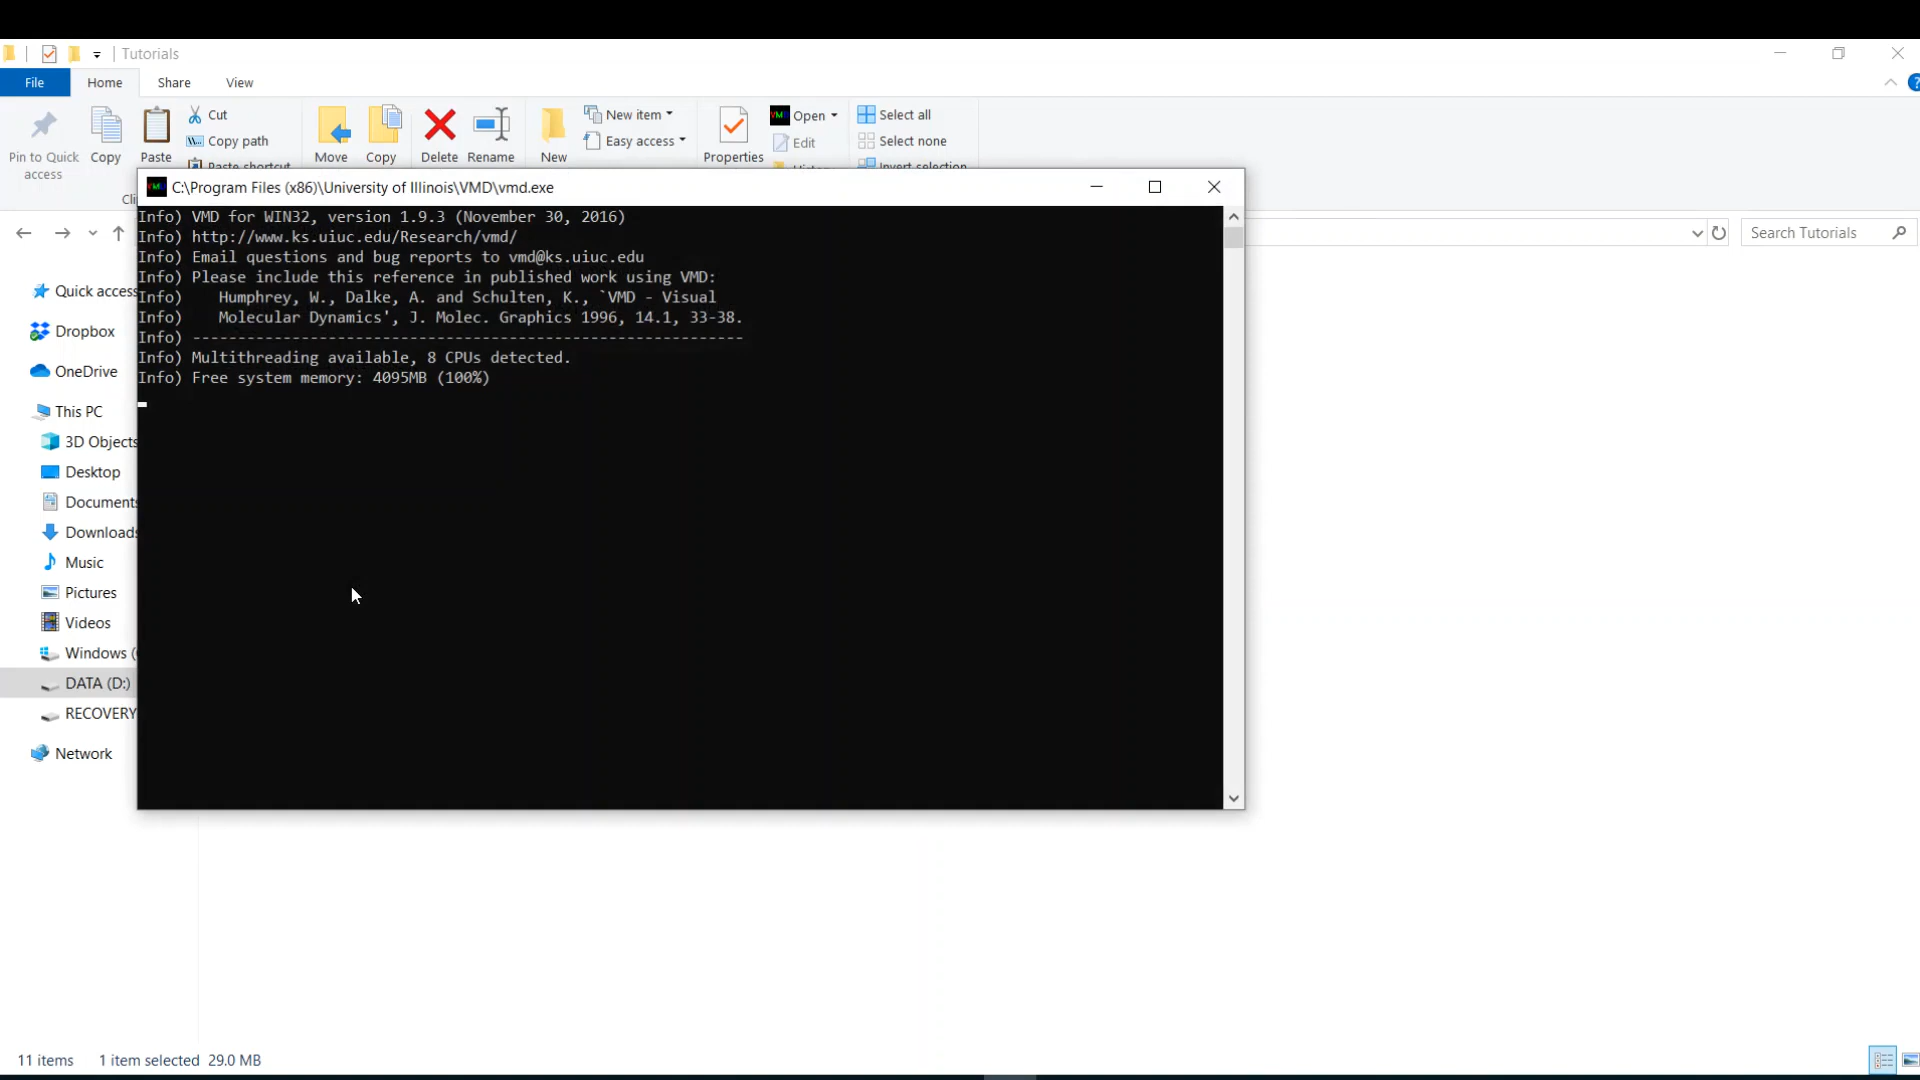 Tutorials
File Home Share View
Pin to Quick access
Copy
Paste
Cut
Copy path
Paste shortcut
Move
Copy
Delete
Rename
New
New item
Easy access
Properties
Open
Edit
Select all
Select none
Invert selection
C:\Program Files (x86)\University of Illinois\VMD\vmd.exe
Info) VMD for WIN32, version 1.9.3 (November 30, 2016)
Info) http://www.ks.uiuc.edu/Research/vmd/
Info) Email questions and bug reports to vmd@ks.uiuc.edu
Info) Please include this reference in published work using VMD:
Info)    Humphrey, W., Dalke, A. and Schulten, K., `VMD - Visual
Info)    Molecular Dynamics', J. Molec. Graphics 1996, 14.1, 33-38.
Info) -------------------------------------------------------------
Info) Multithreading available, 8 CPUs detected.
Info) Free system memory: 4095MB (100%)
Search Tutorials
Quick access
Dropbox
OneDrive
This PC
3D Objects
Desktop
Documents
Downloads
Music
Pictures
Videos
Windows (
DATA (D:)
RECOVERY
Network
11 items 1 item selected 29.0 MB